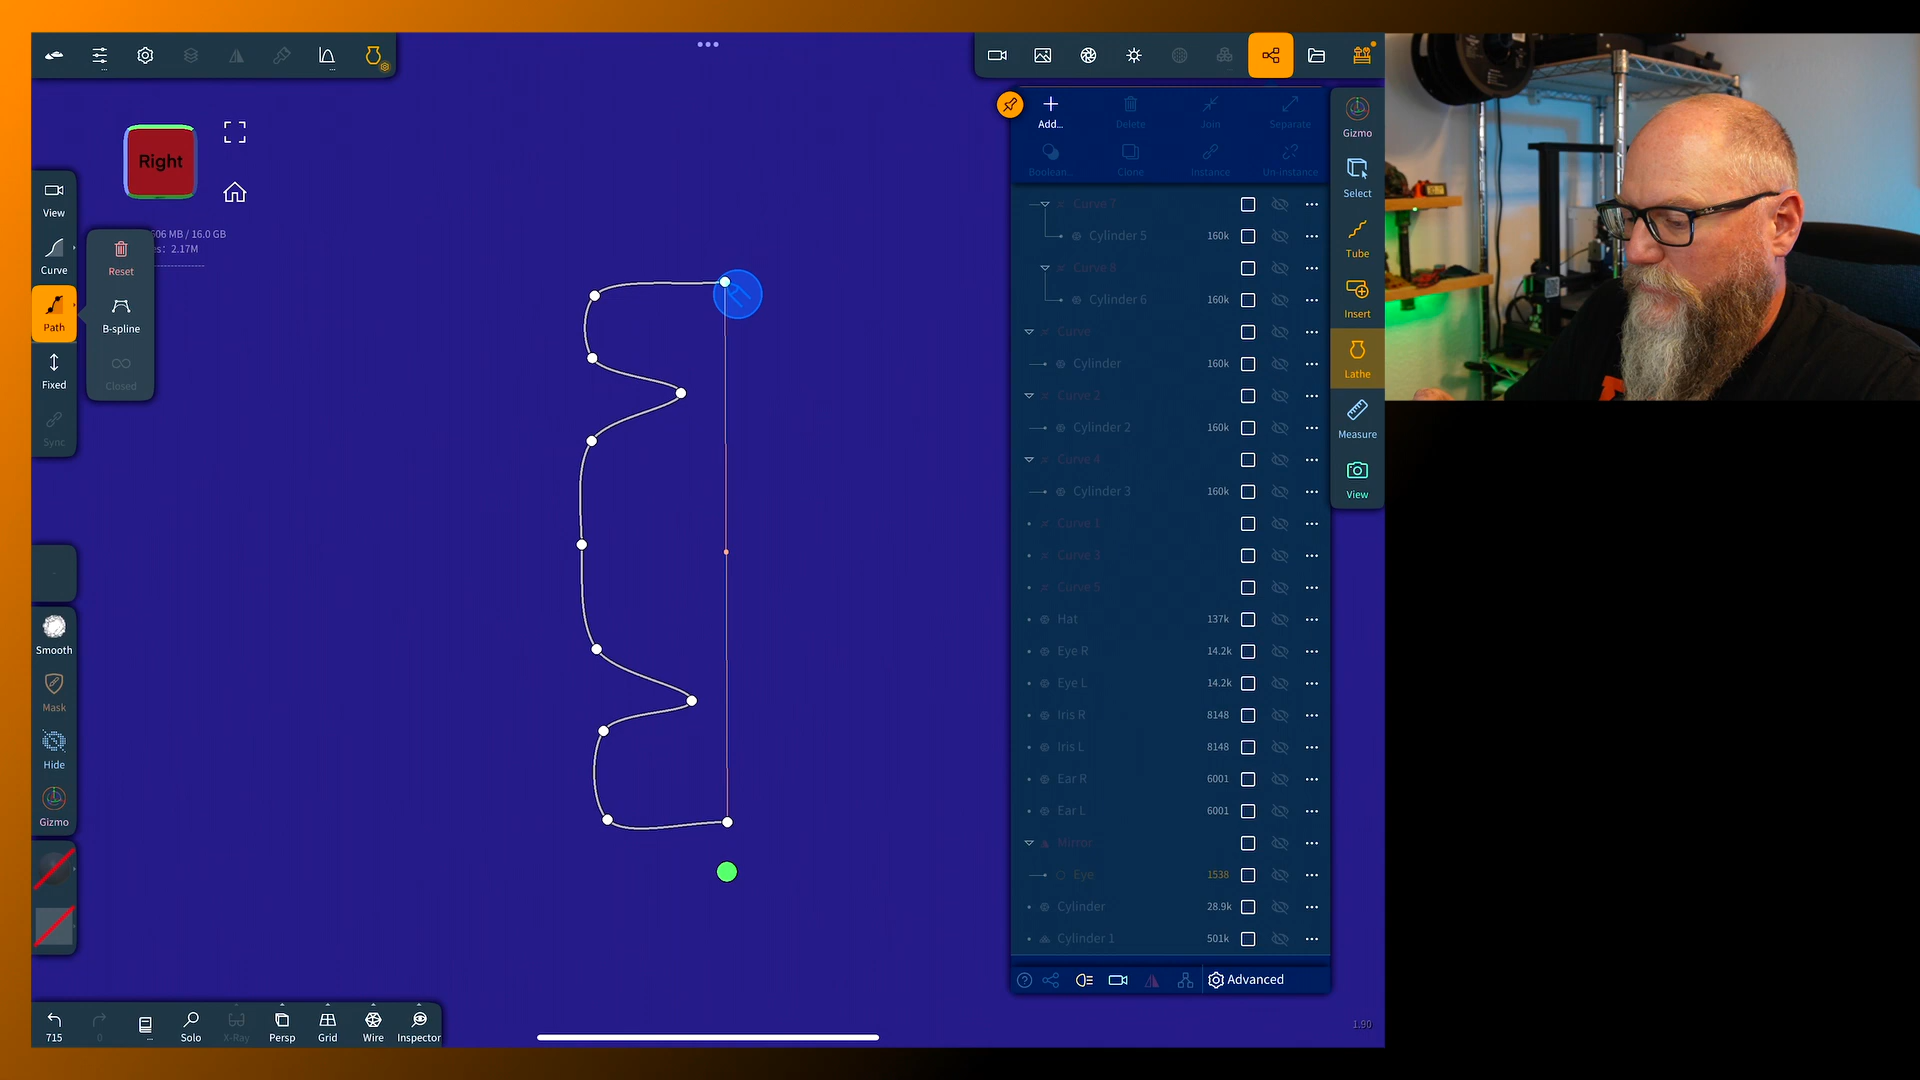 Right
506 MB / 16.0 GB
es: 2.17M
View
Curve
Path
Fixed
Sync
Reset
B-spline
Closed
Smooth
Mask
Hide
Gizmo
715
0
Solo
X-Ray
Persp
Grid
Wire
Inspector
Add...
Delete
Join
Separate
Boolean...
Clone
Instance
Un-instance
Curve 7
Cylinder 5 160k
Curve 8
Cylinder 6 160k
Curve
Cylinder 160k
Curve 2
Cylinder 2 160k
Curve 4
Cylinder 3 160k
Curve 1
Curve 3
Curve 5
Hat 137k
Eye R 14.2k
Eye L 14.2k
Iris R 8148
Iris L 8148
Ear R 6001
Ear L 6001
Mirror
Eye 1538
Cylinder 28.9k
Cylinder 1 501k
Advanced
1.90
Gizmo
Select
Tube
Insert
Lathe
Measure
View